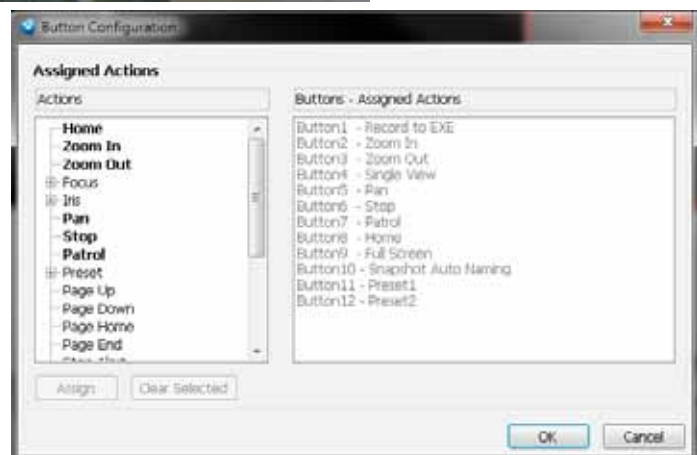 Button Configuration
Assigned Actions
Actions
Home
Zoom In
Zoom Out
Focus
Iris
Pan
Stop
Patrol
Preset
Page Up
Page Down
Page Home
Page End
Buttons - Assigned Actions
Button1 - Record to EXE
Button2 - Zoom In
Button3 - Zoom Out
Button4 - Single View
Button5 - Pan
Button6 - Stop
Button7 - Patrol
Button8 - Home
Button9 - Full Screen
Button10 - Snapshot Auto Naming
Button11 - Preset1
Button12 - Preset2
Assign
Clear Selected
OK
Cancel